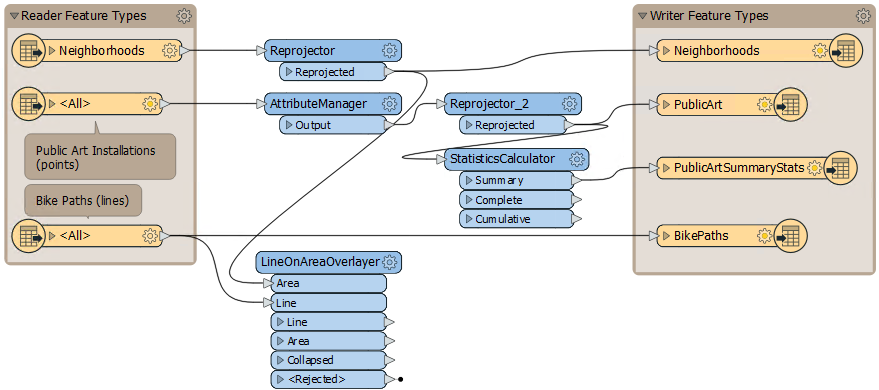 Reader Feature Types
Neighborhoods
<All>
Public Art Installations
(points)
Bike Paths (lines)
<All>
Reprojector
Reprojected
AttributeManager
Output
Reprojector_2
Reprojected
StatisticsCalculator
Summary
Complete
Cumulative
LineOnAreaOverlayer
Area
Line
Line
Area
Collapsed
<Rejected>
Writer Feature Types
Neighborhoods
PublicArt
PublicArtSummaryStats
BikePaths